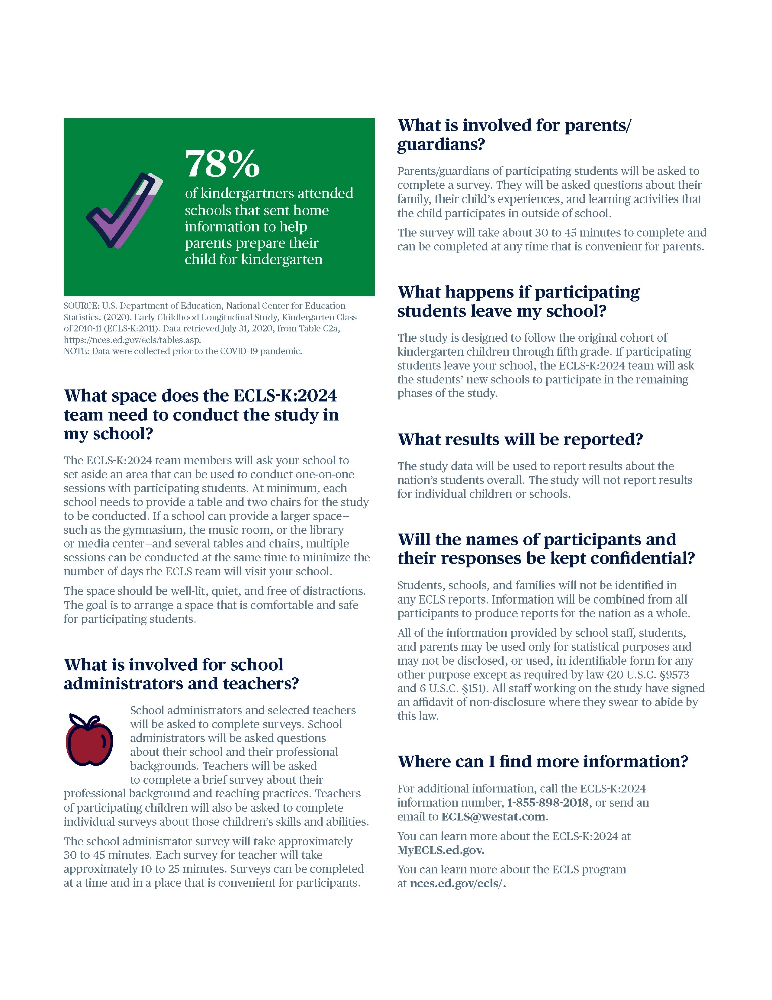 78%
of kindergartners attended
schools that sent home
information to help
parents prepare their
child for kindergarten
SOURCE: U.S. Department of Education, National Center for Education
Statistics. (2020). Early Childhood Longitudinal Study, Kindergarten Class
of 2010-11 (ECLS-K:2011). Data retrieved July 31, 2020, from Table C2a,
https://nces.ed.gov/ecls/tables.asp.
NOTE: Data were collected prior to the COVID-19 pandemic.
What space does the ECLS-K:2024
team need to conduct the study in
my school?
The ECLS-K:2024 team members will ask your school to
set aside an area that can be used to conduct one-on-one
sessions with participating students. At minimum, each
school needs to provide a table and two chairs for the study
to be conducted. If a school can provide a larger space—
such as the gymnasium, the music room, or the library
or media center—and several tables and chairs, multiple
sessions can be conducted at the same time to minimize the
number of days the ECLS team will visit your school.
The space should be well-lit, quiet, and free of distractions.
The goal is to arrange a space that is comfortable and safe
for participating students.
What is involved for school
administrators and teachers?
School administrators and selected teachers
will be asked to complete surveys. School
administrators will be asked questions
about their school and their professional
backgrounds. Teachers will be asked
to complete a brief survey about their
professional background and teaching practices. Teachers
of participating children will also be asked to complete
individual surveys about those children’s skills and abilities.
The school administrator survey will take approximately
30 to 45 minutes. Each survey for teacher will take
approximately 10 to 25 minutes. Surveys can be completed
at a time and in a place that is convenient for participants.
What is involved for parents/
guardians?
Parents/guardians of participating students will be asked to
complete a survey. They will be asked questions about their
family, their child’s experiences, and learning activities that
the child participates in outside of school.
The survey will take about 30 to 45 minutes to complete and
can be completed at any time that is convenient for parents.
What happens if participating
students leave my school?
The study is designed to follow the original cohort of
kindergarten children through fifth grade. If participating
students leave your school, the ECLS-K:2024 team will ask
the students’ new schools to participate in the remaining
phases of the study.
What results will be reported?
The study data will be used to report results about the
nation’s students overall. The study will not report results
for individual children or schools.
Will the names of participants and
their responses be kept confidential?
Students, schools, and families will not be identified in
any ECLS reports. Information will be combined from all
participants to produce reports for the nation as a whole.
All of the information provided by school staff, students,
and parents may be used only for statistical purposes and
may not be disclosed, or used, in identifiable form for any
other purpose except as required by law (20 U.S.C. §9573
and 6 U.S.C. §151). All staff working on the study have signed
an affidavit of non-disclosure where they swear to abide by
this law.
Where can I find more information?
For additional information, call the ECLS-K:2024
information number, 1-855-898-2018, or send an
email to ECLS@westat.com.
You can learn more about the ECLS-K:2024 at
MyECLS.ed.gov.
You can learn more about the ECLS program
at nces.ed.gov/ecls/.